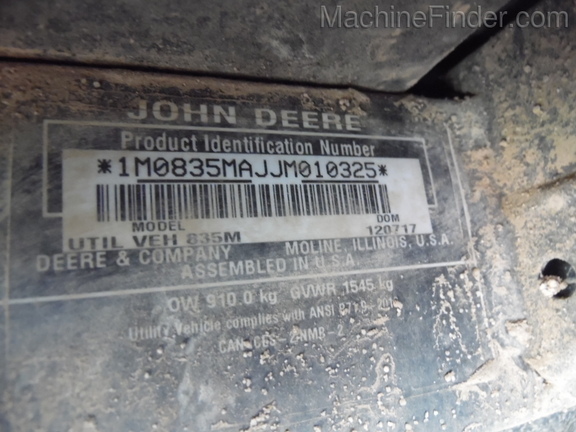 MachineFinder.com
JOHN DEERE
Product Identification Number
*1M0835MAJJM010325*
MODEL DOM
UTIL VEH 835M 120717
DEERE & COMPANY MOLINE, ILLINOIS, U.S.A.
ASSEMBLED IN U.S.A.
OW 910.0 kg GVWR 1545 kg
Utility Vehicle complies with ANSI
CAN